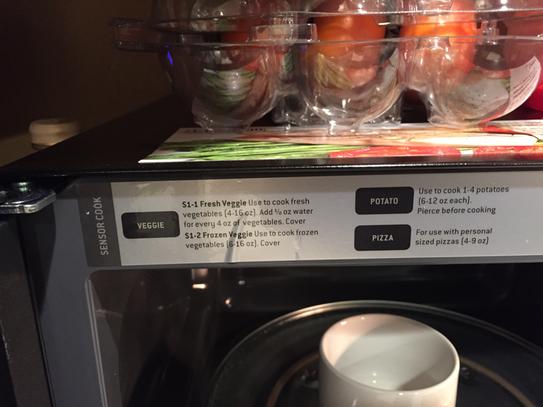 SENSOR COOK
VEGGIE
S1-1 Fresh Veggie Use to cook fresh
vegetables (4-16 oz). Add ½ oz water
for every 4 oz of vegetables. Cover
S1-2 Frozen Veggie Use to cook frozen
vegetables (6-16 oz). Cover
POTATO
Use to cook 1-4 potatoes
(6-12 oz each).
Pierce before cooking
PIZZA
For use with personal
sized pizzas (4-9 oz)